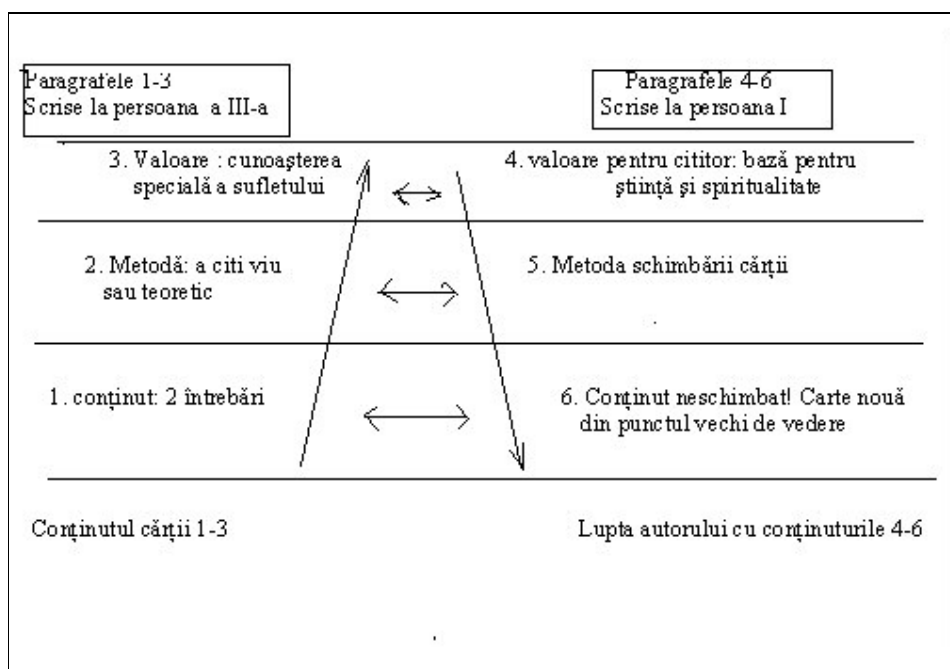 Paragrafele 1-3
Scrise la persoana a III-a
Paragrafele 4-6
Scrise la persoana I
3. Valoare : cunoaşterea
specială a sufletului
4. valoare pentru cititor: bază pentru
ştiinţă şi spiritualitate
2. Metodă: a citi viu
sau teoretic
5. Metoda schimbării cărţii
1. conţinut: 2 întrebări
6. Conţinut neschimbat! Carte nouă
din punctul vechi de vedere
Conţinutul cărţii 1-3
Lupta autorului cu conţinuturile 4-6